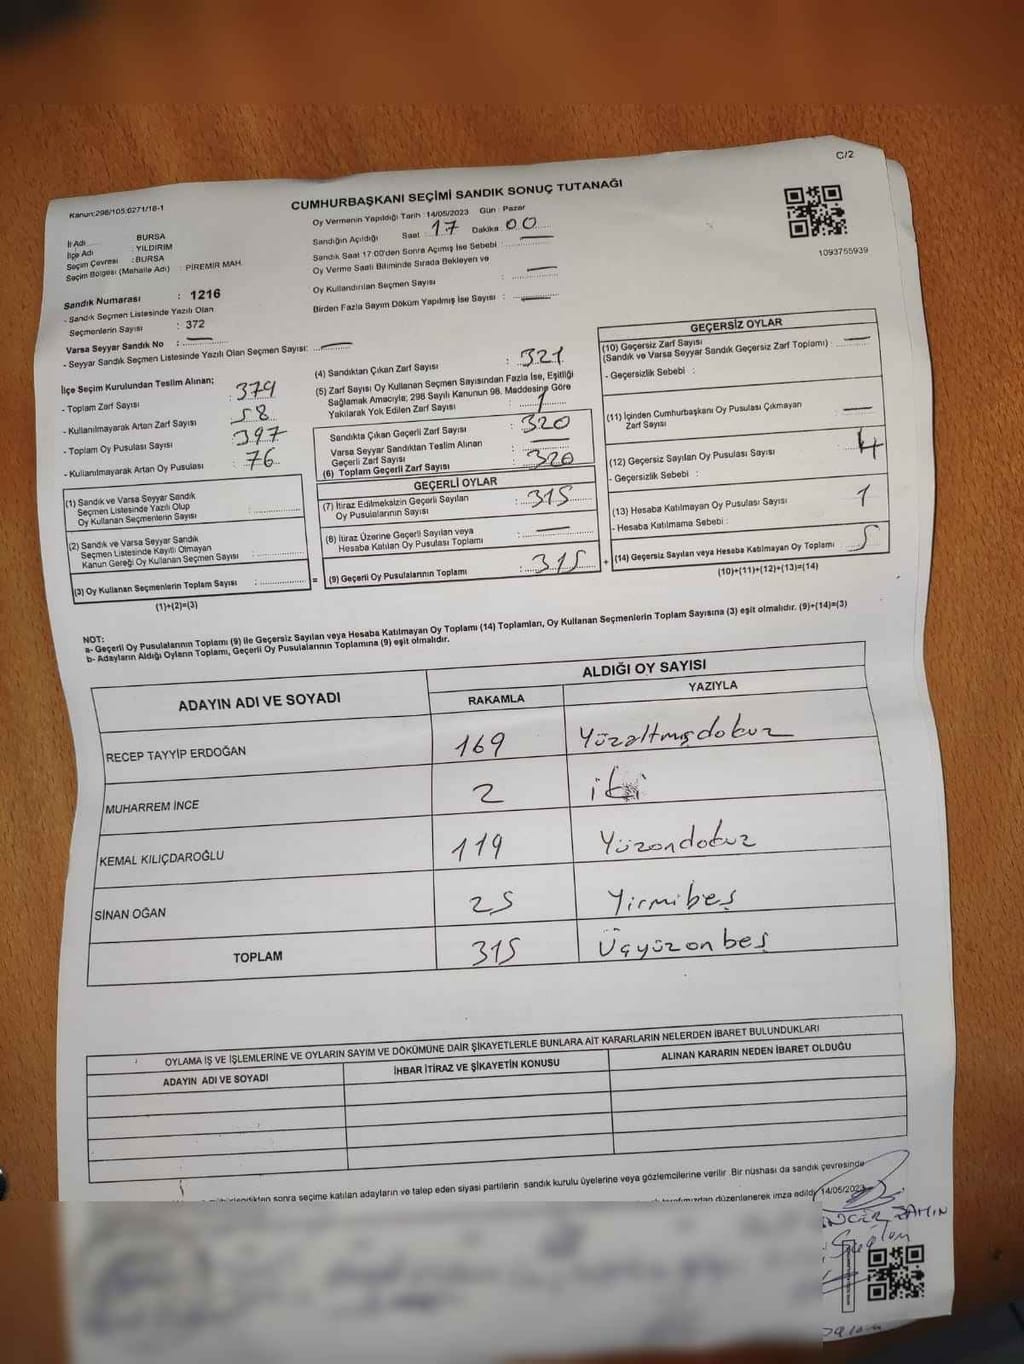 C/2
Kanun:298/105:6271/18-1
CUMHURBAŞKANI SEÇİMİ SANDIK SONUÇ TUTANAĞI
Oy Vermenin Yapıldığı Tarih : 14/05/2023 Gün : Pazar
Sandığın Açıldığı Saat : 17 Dakika : 00
Sandık Saat 17:00'den Sonra Açımış İse Sebebi :
Oy Verme Saati Bitiminde Sırada Bekleyen ve
Oy Kullandırılan Seçmen Sayısı :
Birden Fazla Sayım Döküm Yapılmış İse Sayısı :
1093755939
İl Adı : BURSA
İlçe Adı : YILDIRIM
Seçim Çevresi : BURSA
Seçim Bölgesi (Mahalle Adı) : PİREMİR MAH.
Sandık Numarası : 1216
- Sandık Seçmen Listesinde Yazılı Olan
Seçmenlerin Sayısı : 372
Varsa Seyyar Sandık No :
- Seyyar Sandık Seçmen Listesinde Yazılı Olan Seçmen Sayısı:
İlçe Seçim Kurulundan Teslim Alınan;
- Toplam Zarf Sayısı : 379
- Kullanılmayarak Artan Zarf Sayısı : 58
- Toplam Oy Pusulası Sayısı : 397
- Kullanılmayarak Artan Oy Pusulası : 76
(1) Sandık ve Varsa Seyyar Sandık
Seçmen Listesinde Yazılı Olup
Oy Kullanan Seçmenlerin Sayısı :
(2) Sandık ve Varsa Seyyar Sandık
Seçmen Listesinde Kayıtlı Olmayan
Kanun Gereği Oy Kullanan Seçmen Sayısı :
(3) Oy Kullanan Seçmenlerin Toplam Sayısı : =
(1)+(2)=(3)
(4) Sandıktan Çıkan Zarf Sayısı : 321
(5) Zarf Sayısı Oy Kullanan Seçmen Sayısından Fazla İse, Eşitliği
Sağlamak Amacıyla; 298 Sayılı Kanunun 98. Maddesine Göre
Yakılarak Yok Edilen Zarf Sayısı : 1
Sandıkta Çıkan Geçerli Zarf Sayısı : 320
Varsa Seyyar Sandıktan Teslim Alınan
Geçerli Zarf Sayısı :
(6) Toplam Geçerli Zarf Sayısı : 320
GEÇERLİ OYLAR
(7) İtiraz Edilmeksizin Geçerli Sayılan
Oy Pusulalarının Sayısı : 315
(8) İtiraz Üzerine Geçerli Sayılan veya
Hesaba Katılan Oy Pusulası Toplamı :
(9) Geçerli Oy Pusulalarının Toplamı : 315 +
GEÇERSİZ OYLAR
(10) Geçersiz Zarf Sayısı
(Sandık ve Varsa Seyyar Sandık Geçersiz Zarf Toplamı) :
- Geçersizlik Sebebi :
(11) İçinden Cumhurbaşkanı Oy Pusulası Çıkmayan
Zarf Sayısı :
(12) Geçersiz Sayılan Oy Pusulası Sayısı : 4
- Geçersizlik Sebebi :
(13) Hesaba Katılmayan Oy Pusulası Sayısı : 1
- Hesaba Katılmama Sebebi :
(14) Geçersiz Sayılan veya Hesaba Katılmayan Oy Toplamı : 5
(10)+(11)+(12)+(13)=(14)
NOT:
a- Geçerli Oy Pusulalarının Toplamı (9) ile Geçersiz Sayılan veya Hesaba Katılmayan Oy Toplamı (14) Toplamları, Oy Kullanan Seçmenlerin Toplam Sayısına (3) eşit olmalıdır. (9)+(14)=(3)
b- Adayların Aldığı Oyların Toplamı, Geçerli Oy Pusulalarının Toplamına (9) eşit olmalıdır.
ADAYIN ADI VE SOYADI ALDIĞI OY SAYISI
RAKAMLA YAZIYLA
RECEP TAYYİP ERDOĞAN 169 Yüzaltmışdokuz
MUHARREM İNCE 2 iki
KEMAL KILIÇDAROĞLU 119 Yüzondokuz
SİNAN OĞAN 25 Yirmibeş
TOPLAM 315 Üçyüzonbeş
OYLAMA İŞ VE İŞLEMLERİNE VE OYLARIN SAYIM VE DÖKÜMÜNE DAİR ŞİKAYETLERLE BUNLARA AİT KARARLARIN NELERDEN İBARET BULUNDUKLARI
ADAYIN ADI VE SOYADI İHBAR İTİRAZ VE ŞİKAYETİN KONUSU ALINAN KARARIN NEDEN İBARET OLDUĞU
sonra seçime katılan adayların ve talep eden siyasi partilerin sandık kurulu üyelerine veya gözlemcilerine verilir. Bir nüshası da sandık çevresinde
düzenlenerek imza edildi. 14/05/2023